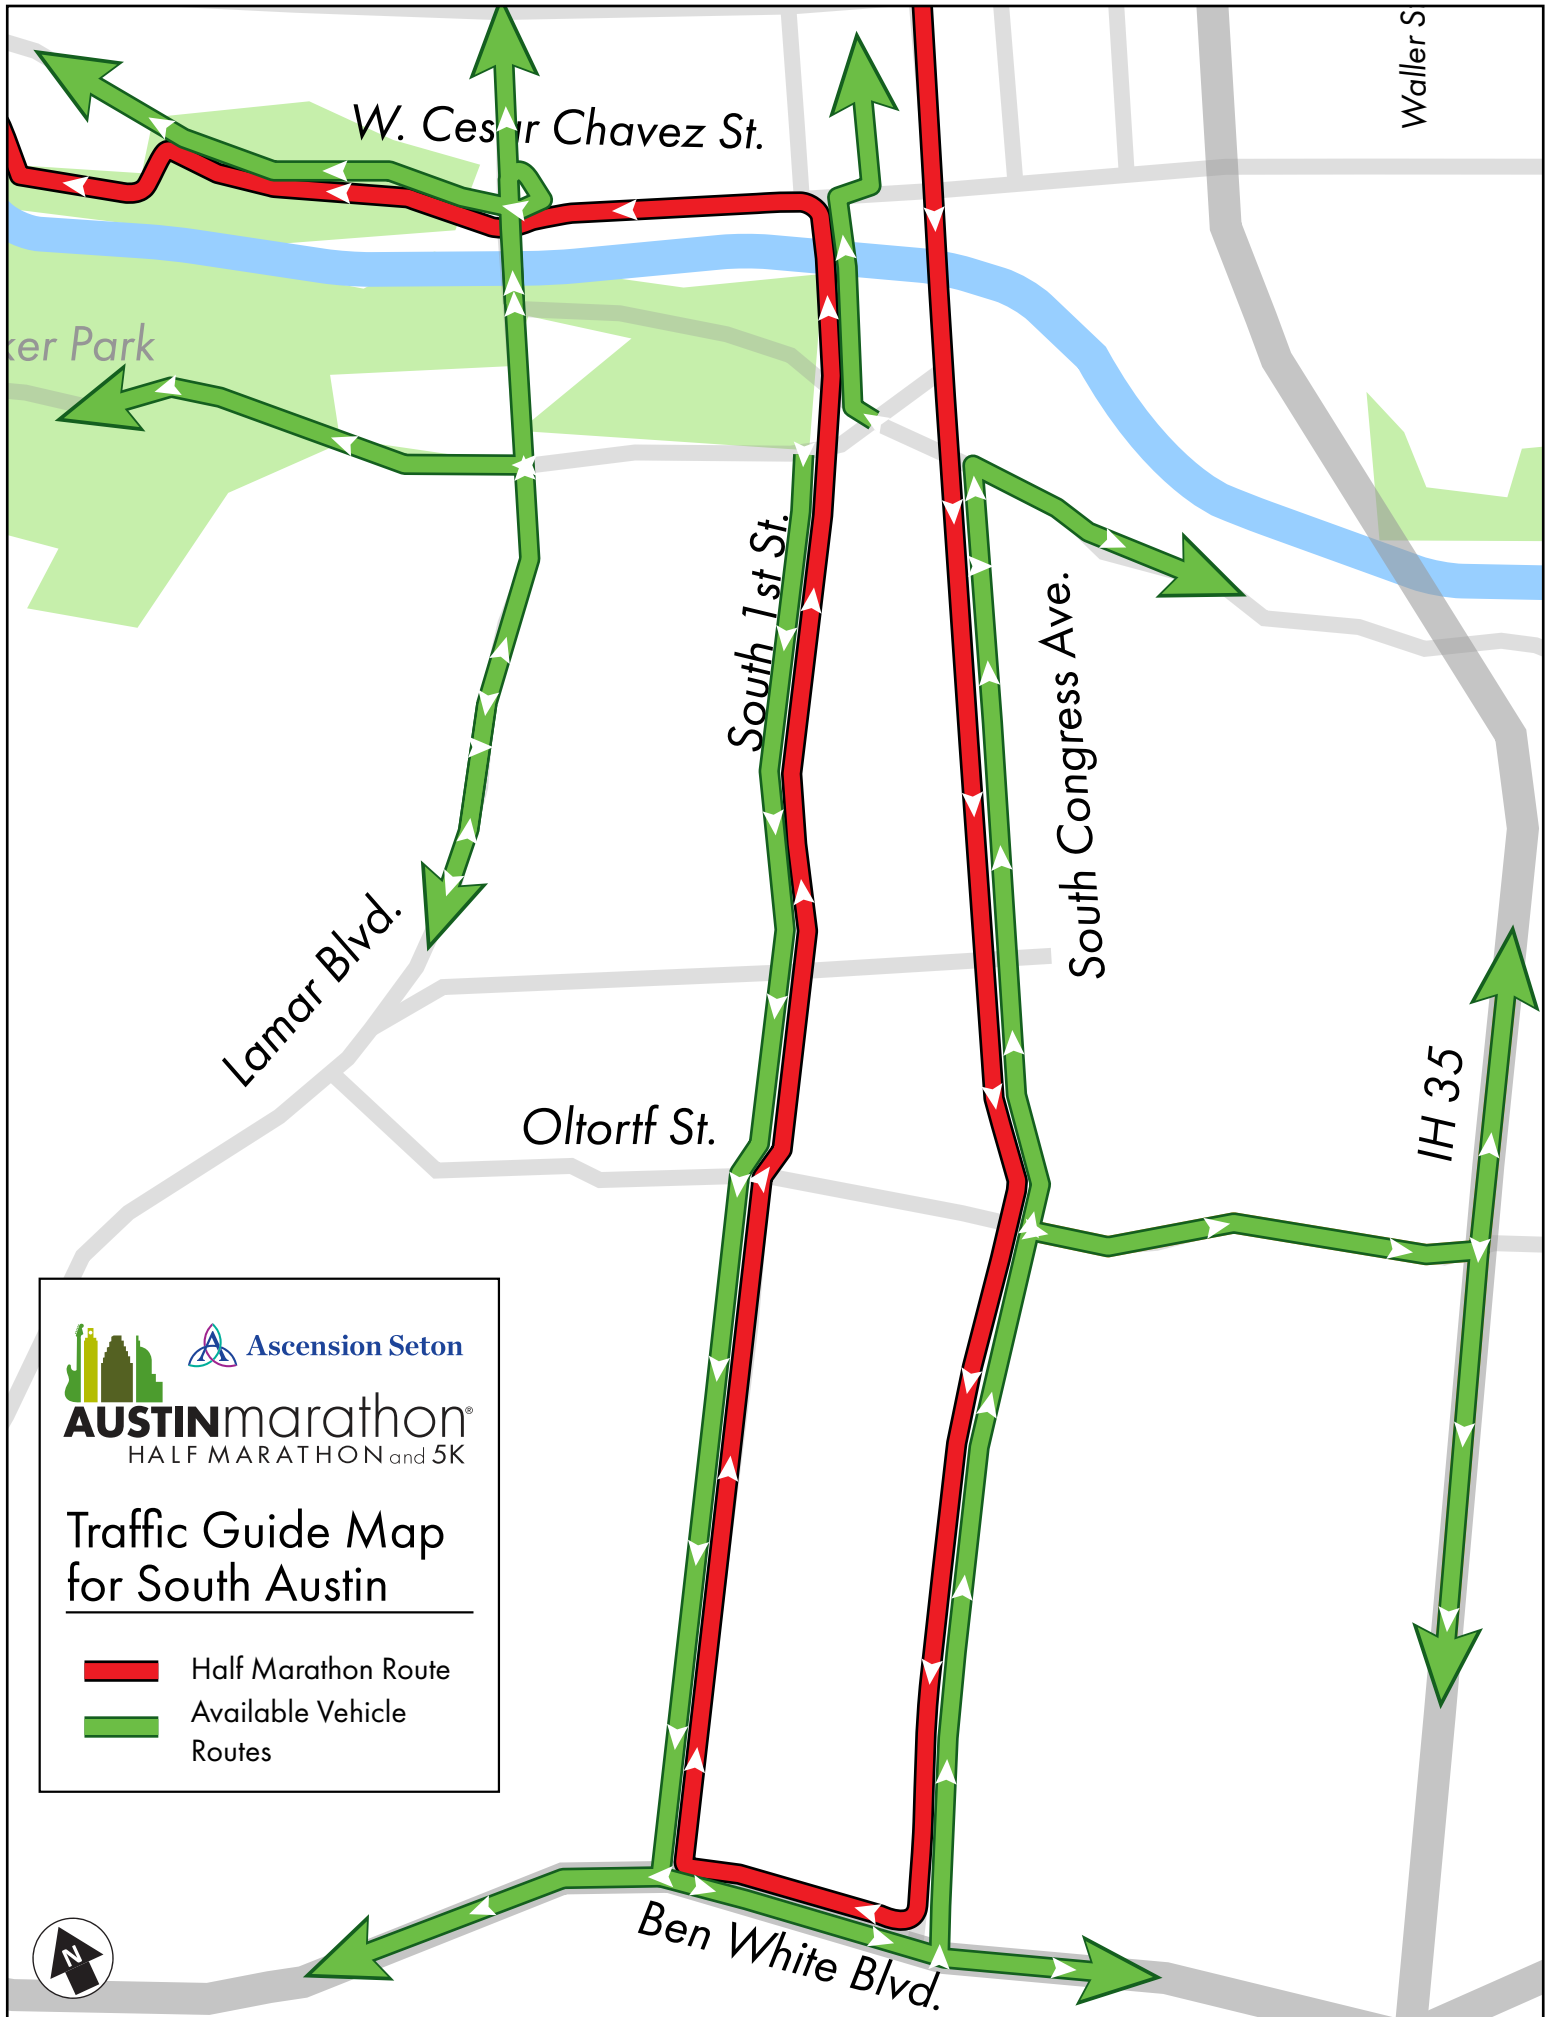 Waller S
W. Cesar Chavez St.
ker Park
South 1st St.
South Congress Ave.
Lamar Blvd.
Oltortf St.
IH 35
Ascension Seton
AUSTINmarathon®
HALF MARATHON and 5K
Traffic Guide Map
for South Austin
Half Marathon Route
Available Vehicle
Routes
Ben White Blvd.
N